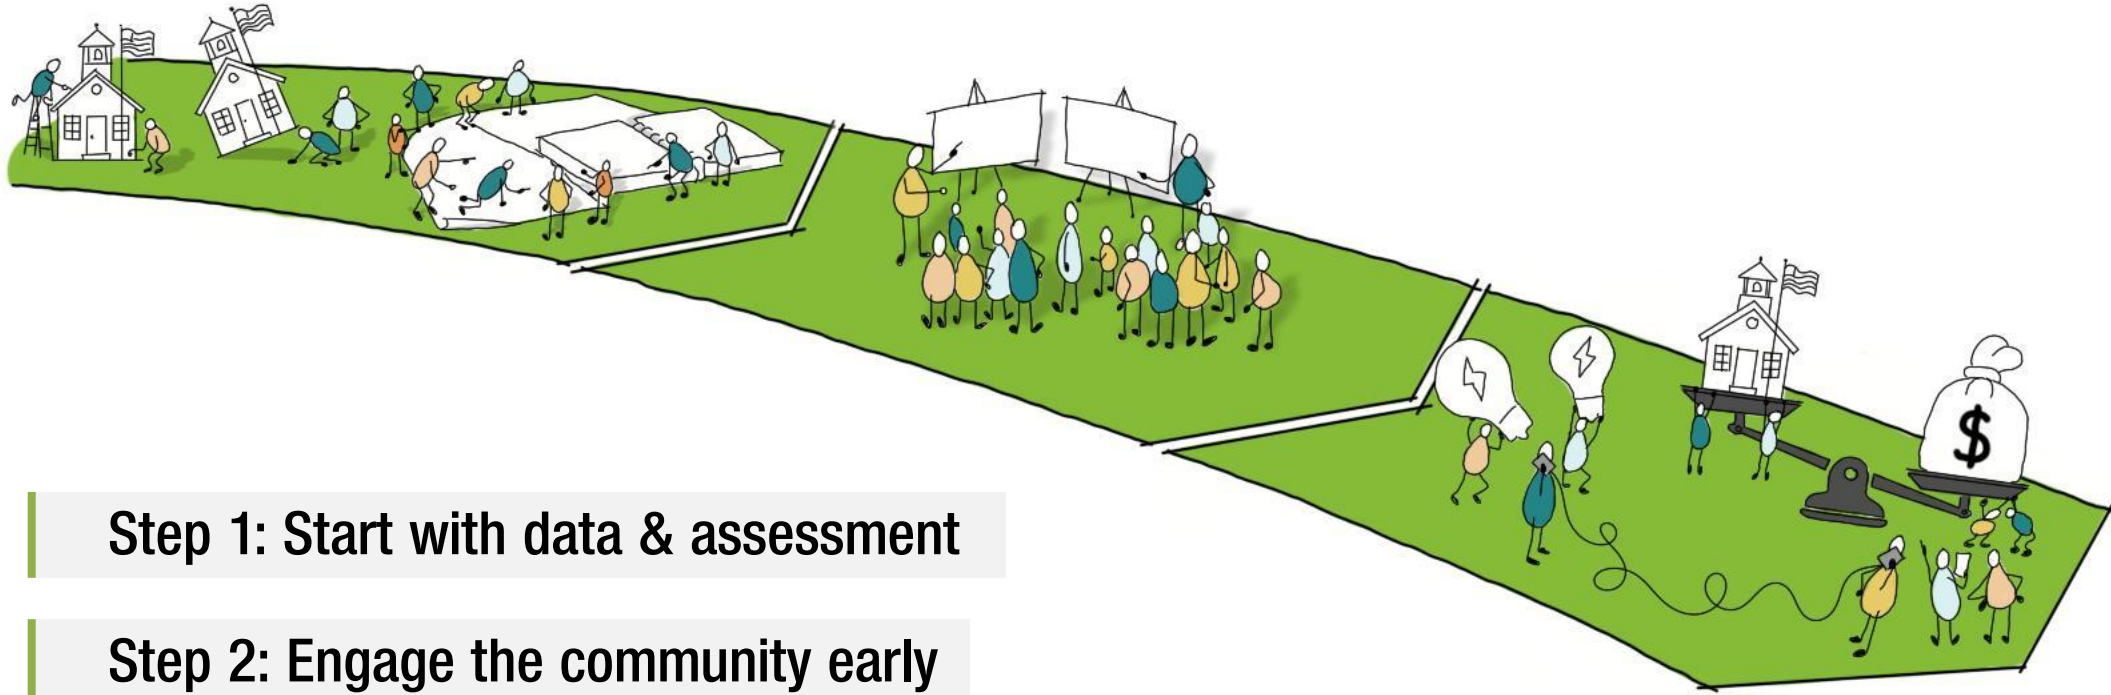 $
Step 1: Start with data & assessment
Step 2: Engage the community early